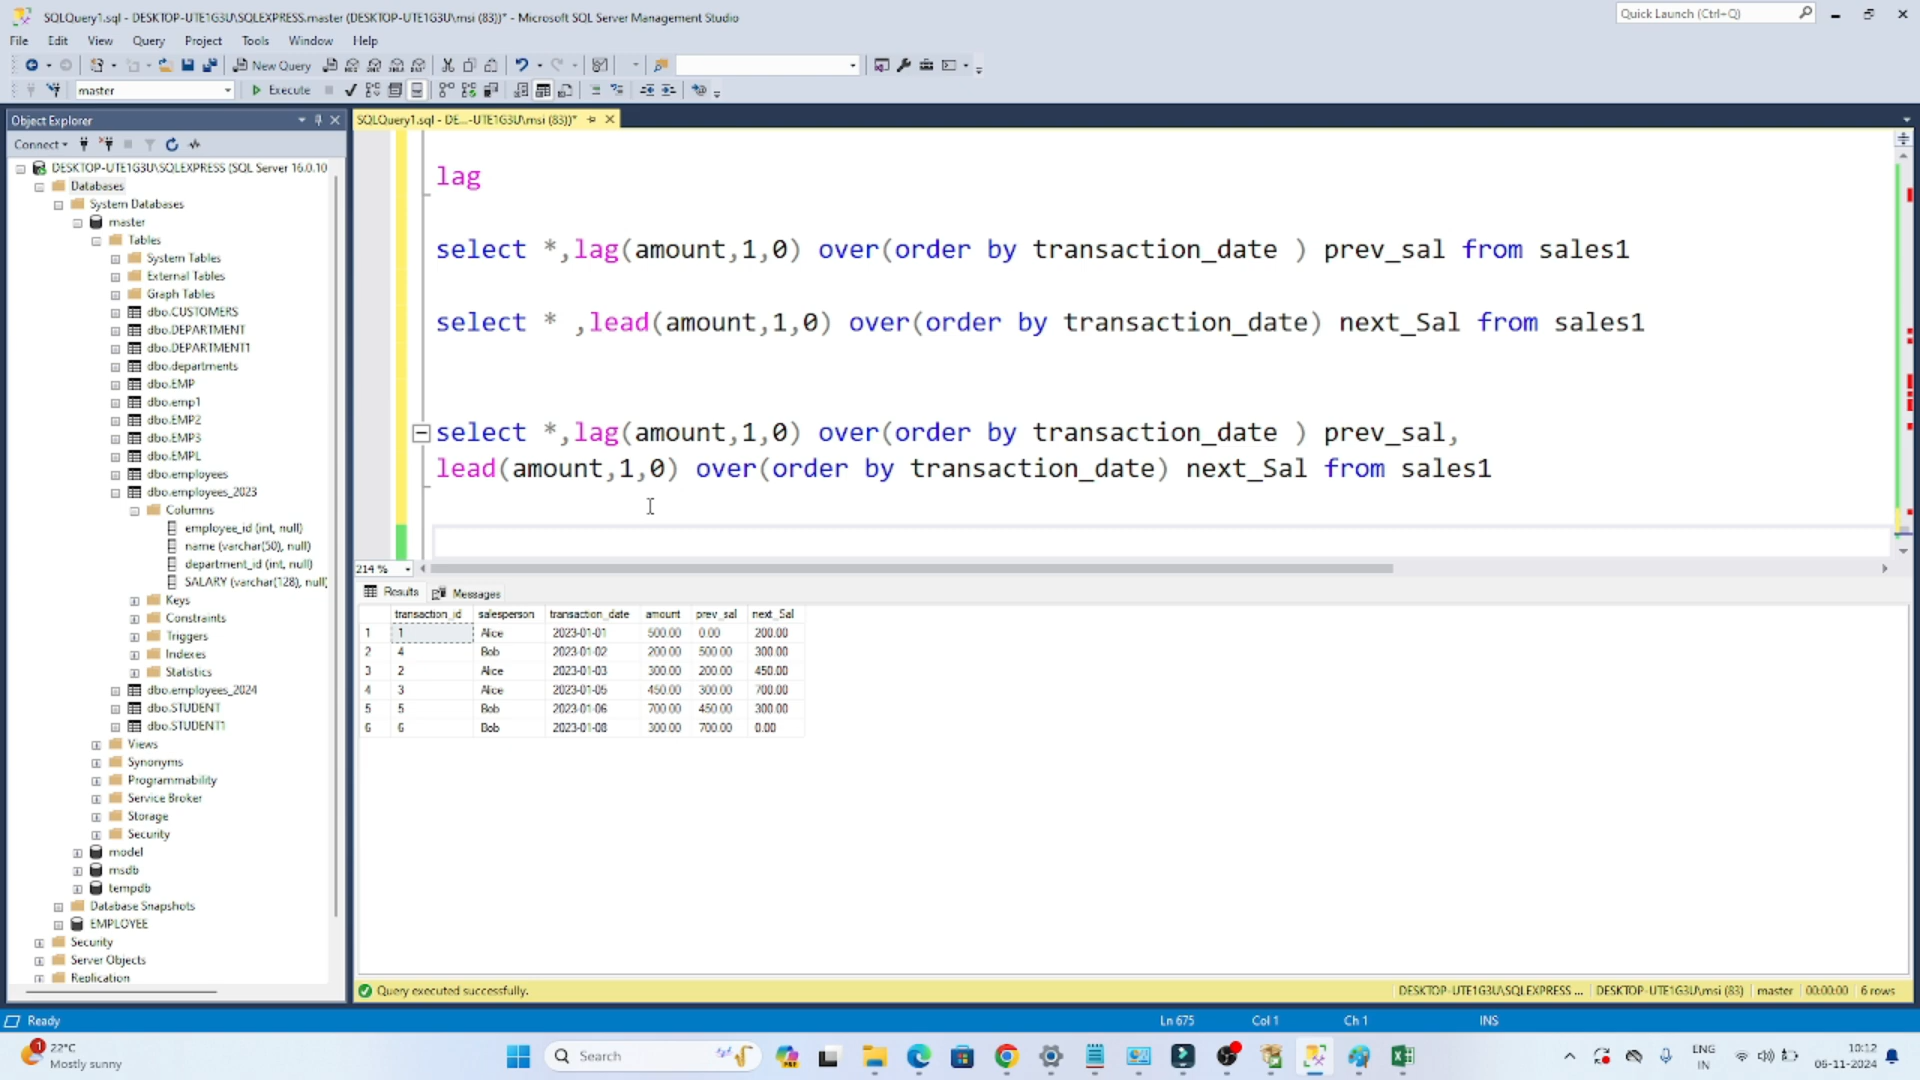 SQLQuery1.sql - DESKTOP-UTE1G3U\SQLEXPRESS.master (DESKTOP-UTE1G3U\msi (83))* - Microsoft SQL Server Management Studio
Quick Launch (Ctrl+Q)
File Edit View Query Project Tools Window Help
New Query
master
Execute
Object Explorer
SQLQuery1.sql - DE...-UTE1G3U\msi (83))*
Connect
DESKTOP-UTE1G3U\SQLEXPRESS (SQL Server 16.0.10
Databases
System Databases
master
Tables
System Tables
External Tables
Graph Tables
dbo.CUSTOMERS
dbo.DEPARTMENT
dbo.DEPARTMENT1
dbo.departments
dbo.EMP
dbo.emp1
dbo.EMP2
dbo.EMP3
dbo.EMPL
dbo.employees
dbo.employees_2023
Columns
employee_id (int, null)
name (varchar(50), null)
department_id (int, null)
SALARY (varchar(128), null
Keys
Constraints
Triggers
Indexes
Statistics
dbo.employees_2024
dbo.STUDENT
dbo.STUDENT1
Views
Synonyms
Programmability
Service Broker
Storage
Security
model
msdb
tempdb
Database Snapshots
EMPLOYEE
Security
Server Objects
Replication
lag
select *,lag(amount,1,0) over(order by transaction_date ) prev_sal from sales1
select * ,lead(amount,1,0) over(order by transaction_date) next_Sal from sales1
select *,lag(amount,1,0) over(order by transaction_date ) prev_sal,
lead(amount,1,0) over(order by transaction_date) next_Sal from sales1
214 %
Results Messages
transaction_id salesperson transaction_date amount prev_sal next_Sal
1 1 Alice 2023-01-01 500.00 0.00 200.00
2 4 Bob 2023-01-02 200.00 500.00 300.00
3 2 Alice 2023-01-03 300.00 200.00 450.00
4 3 Alice 2023-01-05 450.00 300.00 700.00
5 5 Bob 2023-01-06 700.00 450.00 300.00
6 6 Bob 2023-01-08 300.00 700.00 0.00
Query executed successfully.
DESKTOP-UTE1G3U\SQLEXPRESS ... DESKTOP-UTE1G3U\msi (83) master 00:00:00 6 rows
Ready
Ln 675 Col 1 Ch 1 INS
1
22°C
Mostly sunny
Search
ENG
IN
10:12
06-11-2024